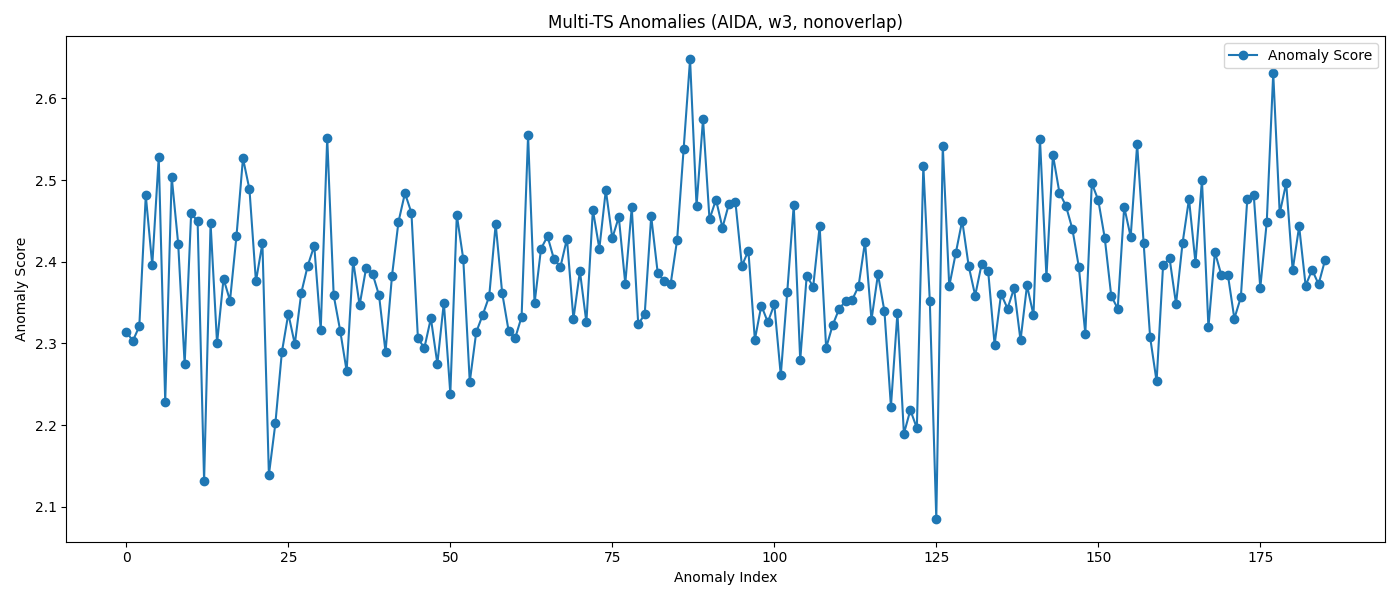 Multi-TS Anomalies (AIDA, w3, nonoverlap)
Anomaly Score
2.6
2.5
2.4
2.3
2.2
2.1
Anomaly Score
0 25 50 75 100 125 150 175
Anomaly Index